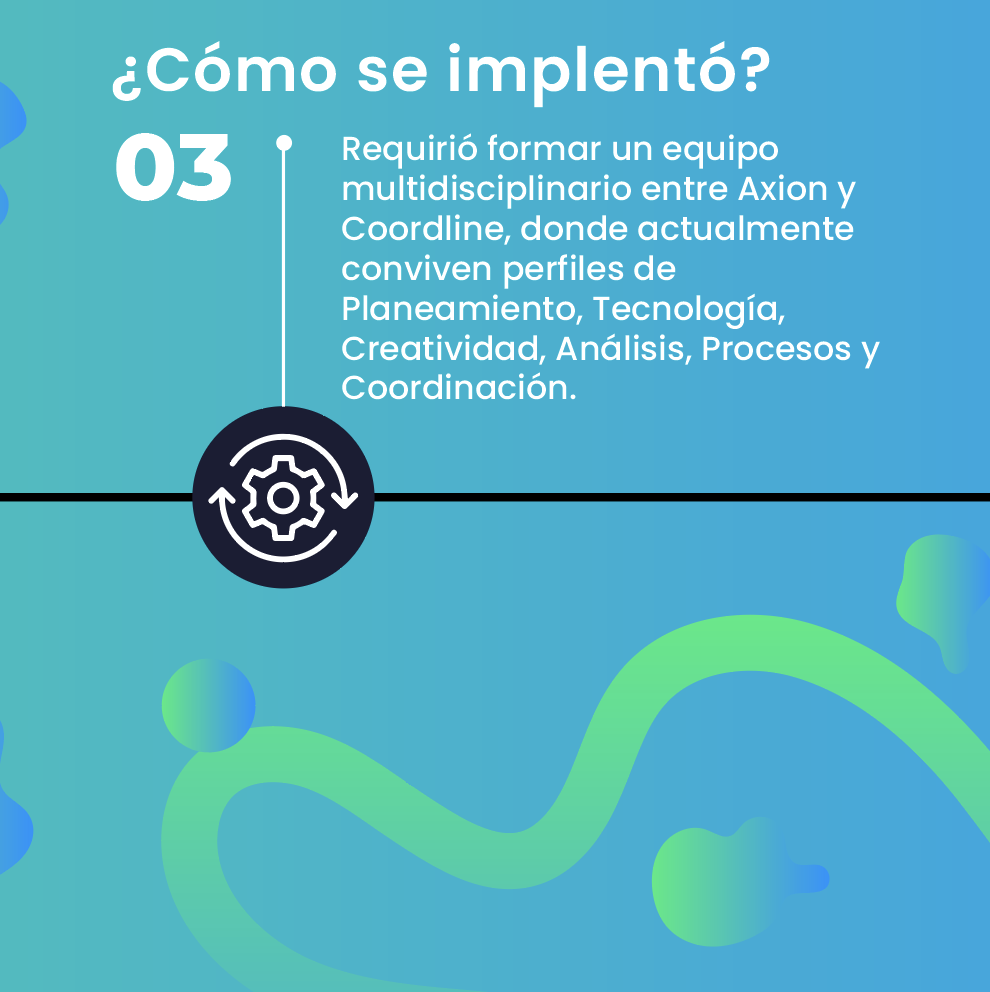 ¿Cómo se implentó?
03
Requirió formar un equipo
multidisciplinario entre Axion y
Coordline, donde actualmente
conviven perfiles de
Planeamiento, Tecnología,
Creatividad, Análisis, Procesos y
Coordinación.